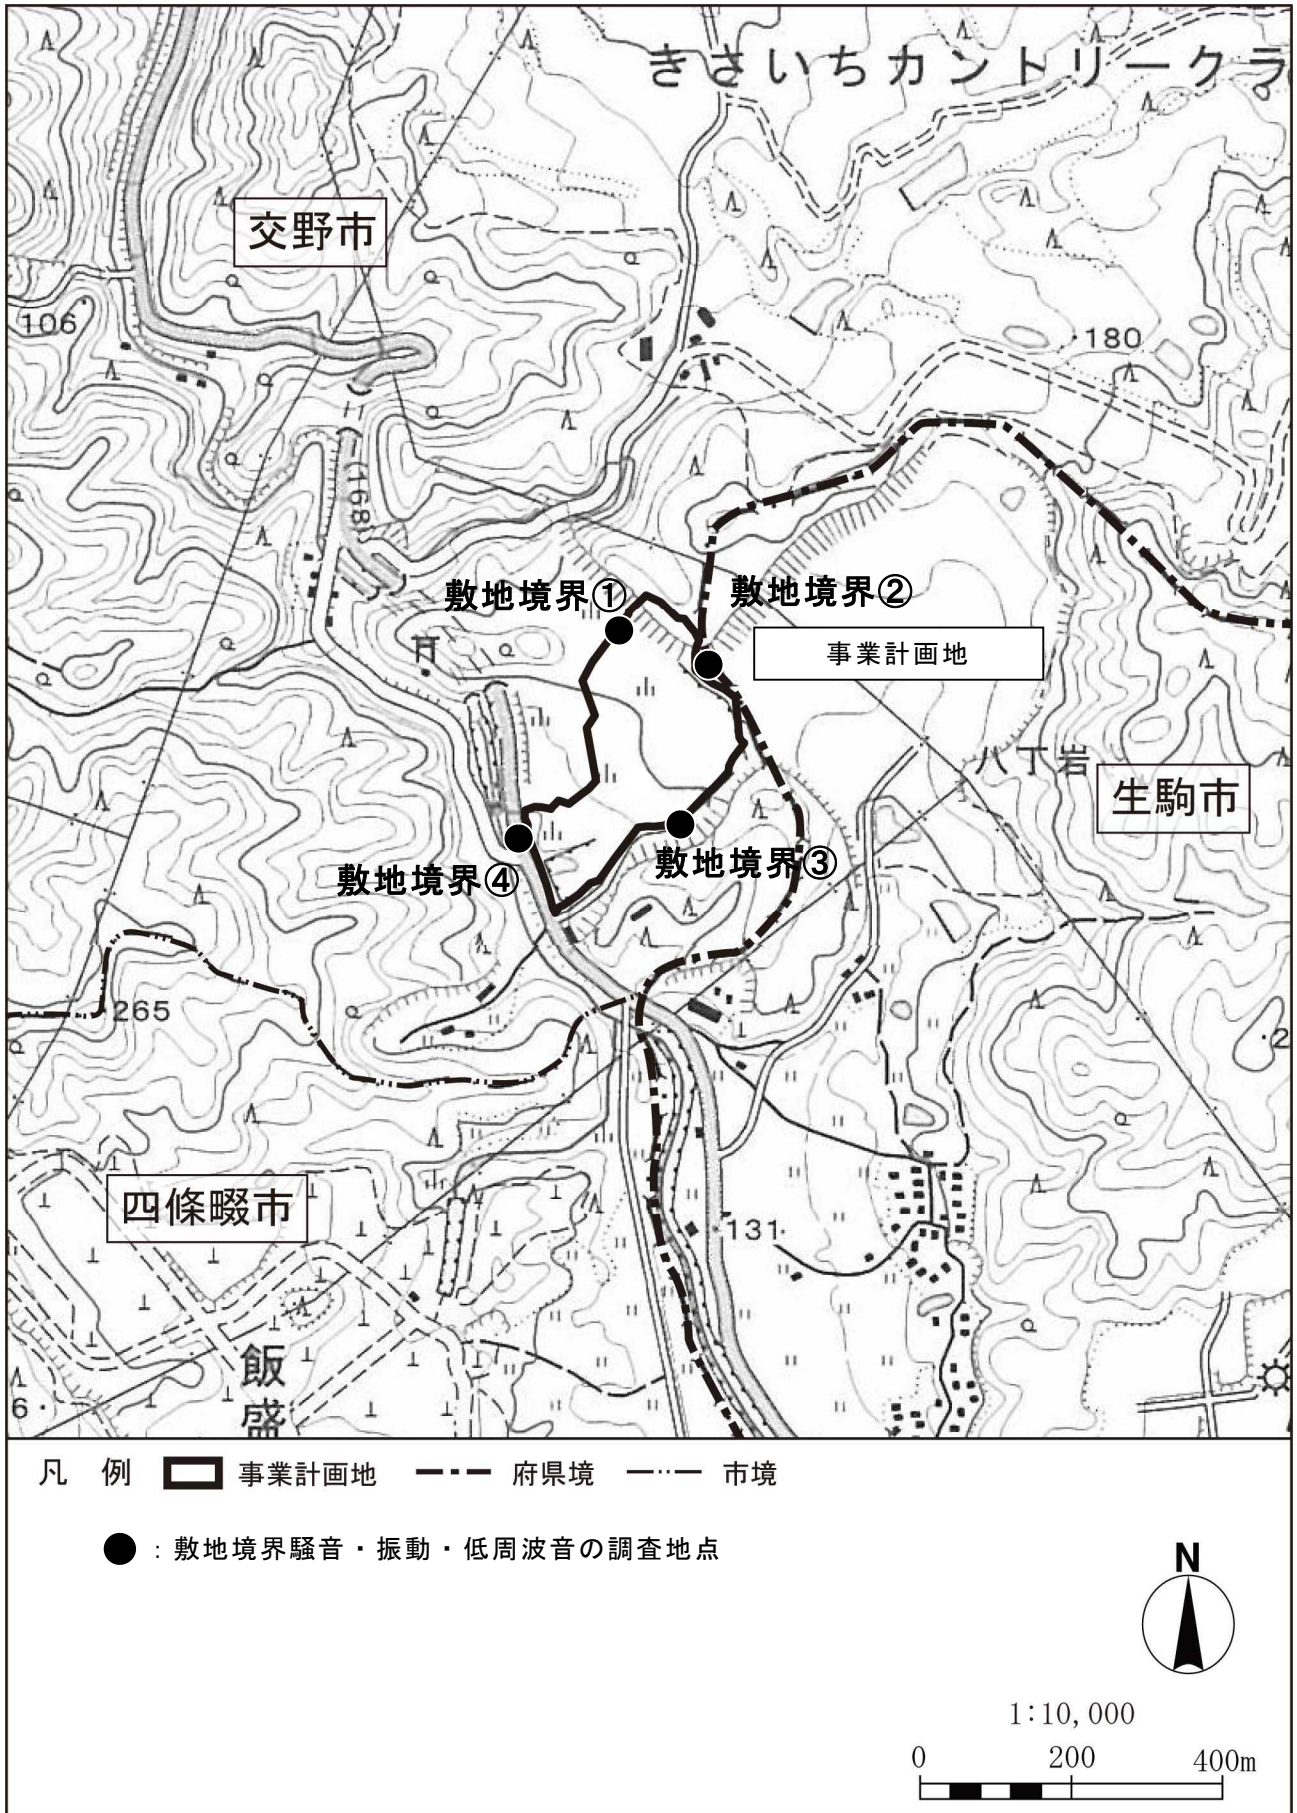 きさいちカントリークラ
交野市
106
180
(168)
敷地境界①
敷地境界②
事業計画地
八丁岩
生駒市
敷地境界③
敷地境界④
265
2
四條畷市
131
飯盛
6
凡 例 事業計画地 府県境 市境
: 敷地境界騒音・振動・低周波音の調査地点
N
1:10,000
0 200 400m